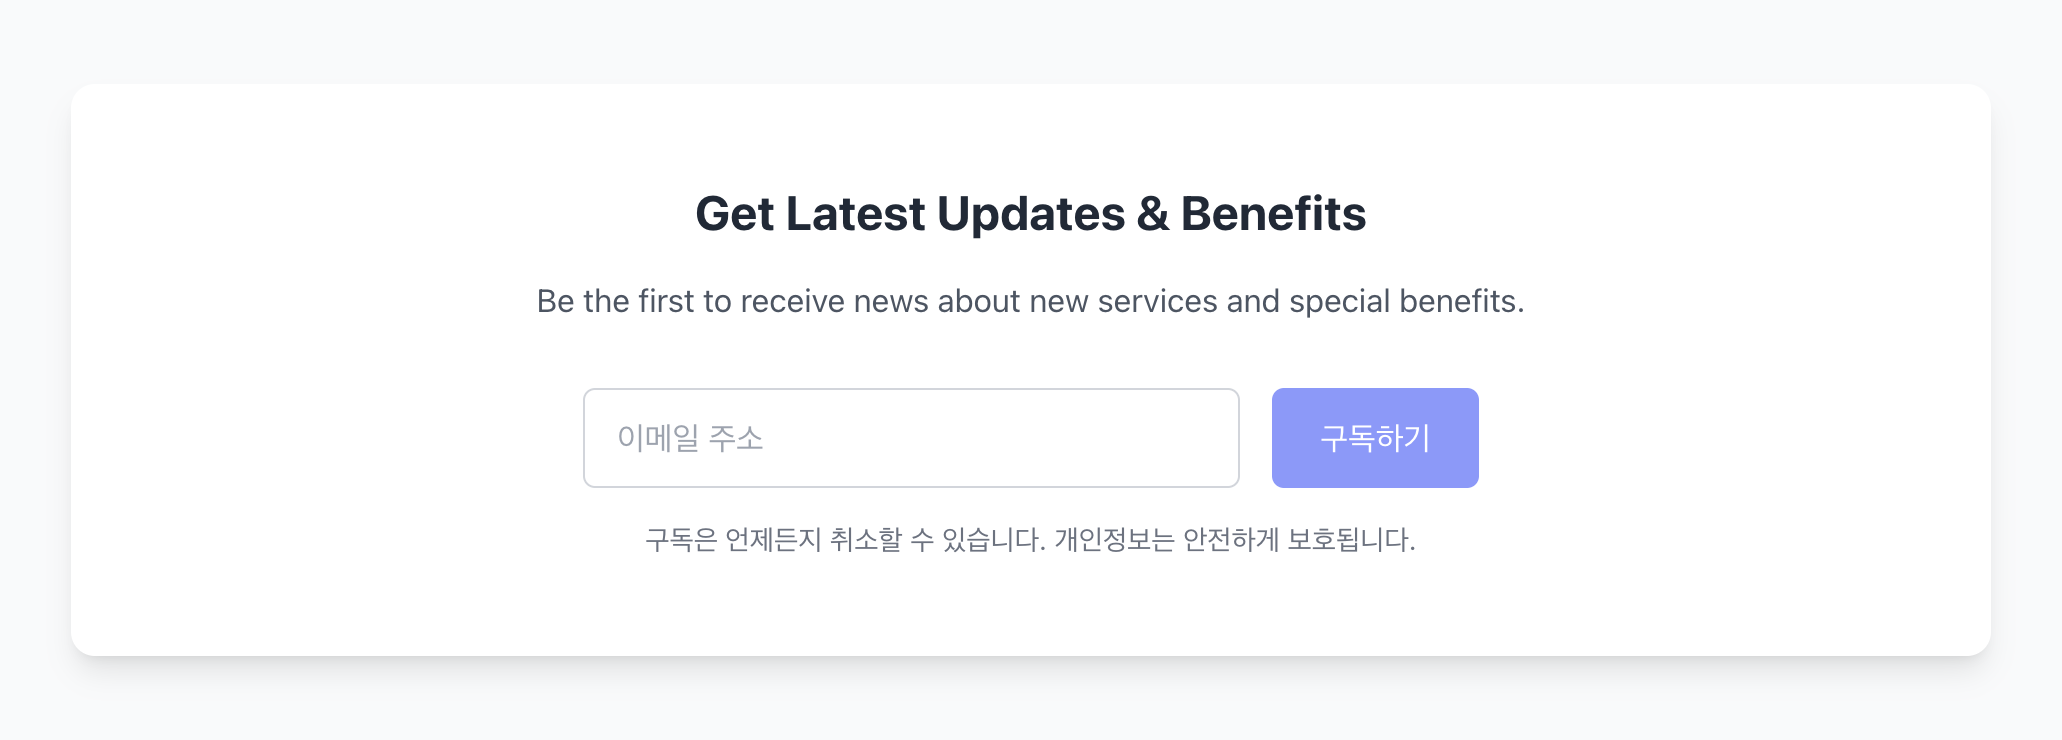 Get Latest Updates & Benefits
Be the first to receive news about new services and special benefits.
이메일 주소
구독하기
구독은 언제든지 취소할 수 있습니다. 개인정보는 안전하게 보호됩니다.